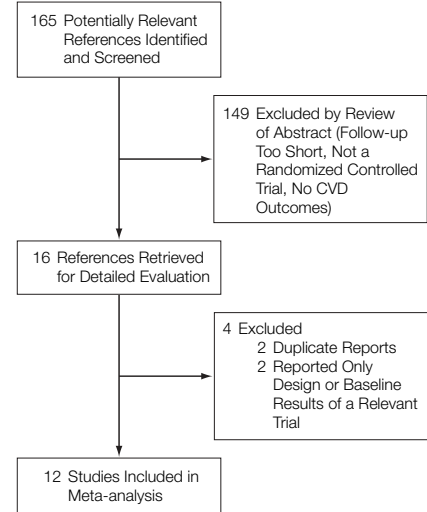 165 Potentially Relevant
References Identified
and Screened
149 Excluded by Review
of Abstract (Follow-up
Too Short, Not a
Randomized Controlled
Trial, No CVD
Outcomes)
16 References Retrieved
for Detailed Evaluation
4 Excluded
2 Duplicate Reports
2 Reported Only
Design or Baseline
Results of a Relevant
Trial
12 Studies Included in
Meta-analysis